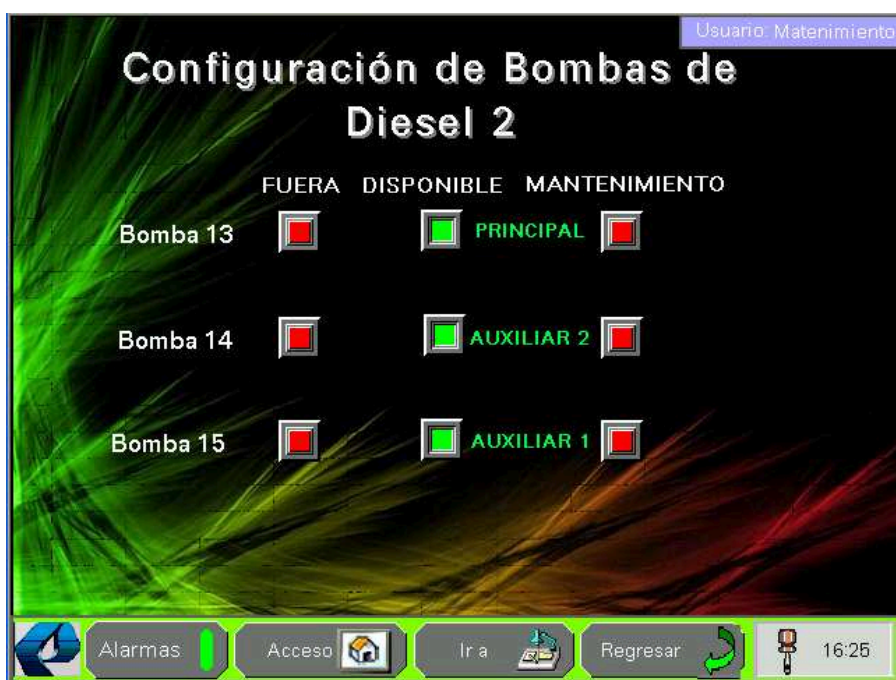 Usuario: Matenimiento
Configuración de Bombas de
Diesel 2
FUERA DISPONIBLE MANTENIMIENTO
Bomba 13 PRINCIPAL
Bomba 14 AUXILIAR 2
Bomba 15 AUXILIAR 1
Alarmas Acceso Ir a Regresar 16:25